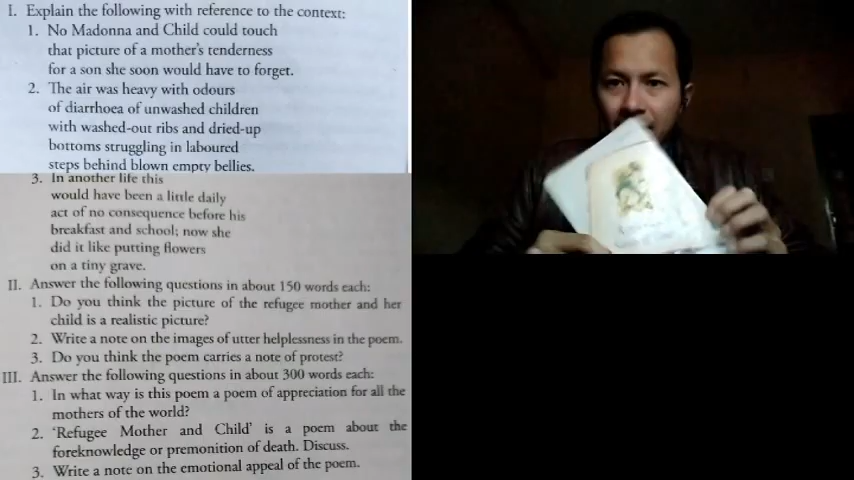 I. Explain the following with reference to the context:
1. No Madonna and Child could touch
that picture of a mother's tenderness
for a son she soon would have to forget.
2. The air was heavy with odours
of diarrhoea of unwashed children
with washed-out ribs and dried-up
bottoms struggling in laboured
steps behind blown empty bellies.
3. In another life this
would have been a little daily
act of no consequence before his
breakfast and school; now she
did it like putting flowers
on a tiny grave.
II. Answer the following questions in about 150 words each:
1. Do you think the picture of the refugee mother and her
child is a realistic picture?
2. Write a note on the images of utter helplessness in the poem.
3. Do you think the poem carries a note of protest?
III. Answer the following questions in about 300 words each:
1. In what way is this poem a poem of appreciation for all the
mothers of the world?
2. 'Refugee Mother and Child' is a poem about the
foreknowledge or premonition of death. Discuss.
3. Write a note on the emotional appeal of the poem.